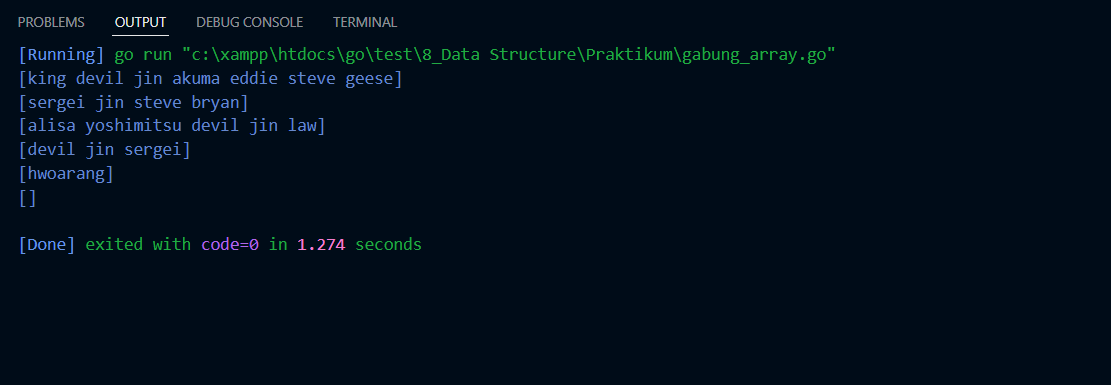 PROBLEMS OUTPUT DEBUG CONSOLE TERMINAL
[Running] go run "c:\xampp\htdocs\go\test\8_Data Structure\Praktikum\gabung_array.go"
[king devil jin akuma eddie steve geese]
[sergei jin steve bryan]
[alisa yoshimitsu devil jin law]
[devil jin sergei]
[hwoarang]
[]
[Done] exited with code=0 in 1.274 seconds